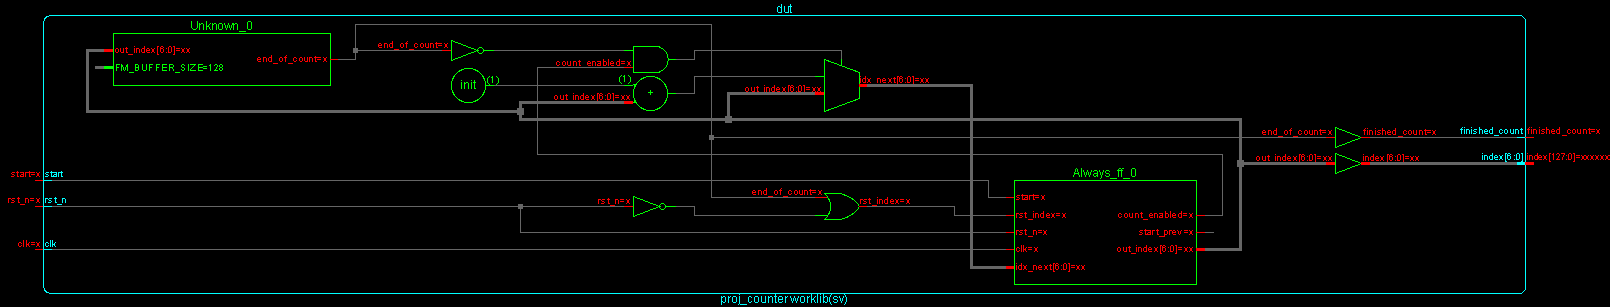 dut
Unknown_0
out_index[6:0]=xx
end_of_count=x
FM_BUFFER_SIZE=128
end_of_count=x
count_enabled=x
init
(1)
(1)
+
out_index[6:0]=xx
out_index[6:0]=xx
idx_next[6:0]=xx
end_of_count=x
finished_count=x
finished_count
finished_count=x
out_index[6:0]=xx
index[6:0]=xx
index[6:0]
index[127:0]=xxxxxx
start=x
start
rst_n=x
rst_n
clk=x
clk
rst_n=x
end_of_count=x
rst_index=x
Always_ff_0
start=x
rst_index=x
count_enabled=x
rst_n=x
start_prev=x
clk=x
out_index[6:0]=xx
idx_next[6:0]=xx
proj_counterworklib(sv)